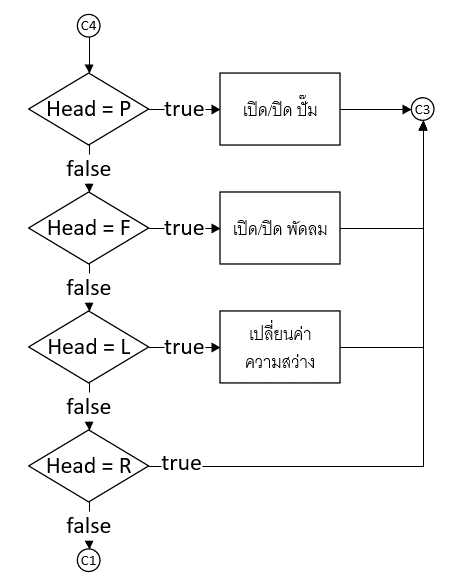 C4
Head = P
true
เปิด/ปิด ปั๊ม
C3
false
Head = F
true
เปิด/ปิด พัดลม
false
Head = L
true
เปลี่ยนค่า
ความสว่าง
false
Head = R
true
false
C1